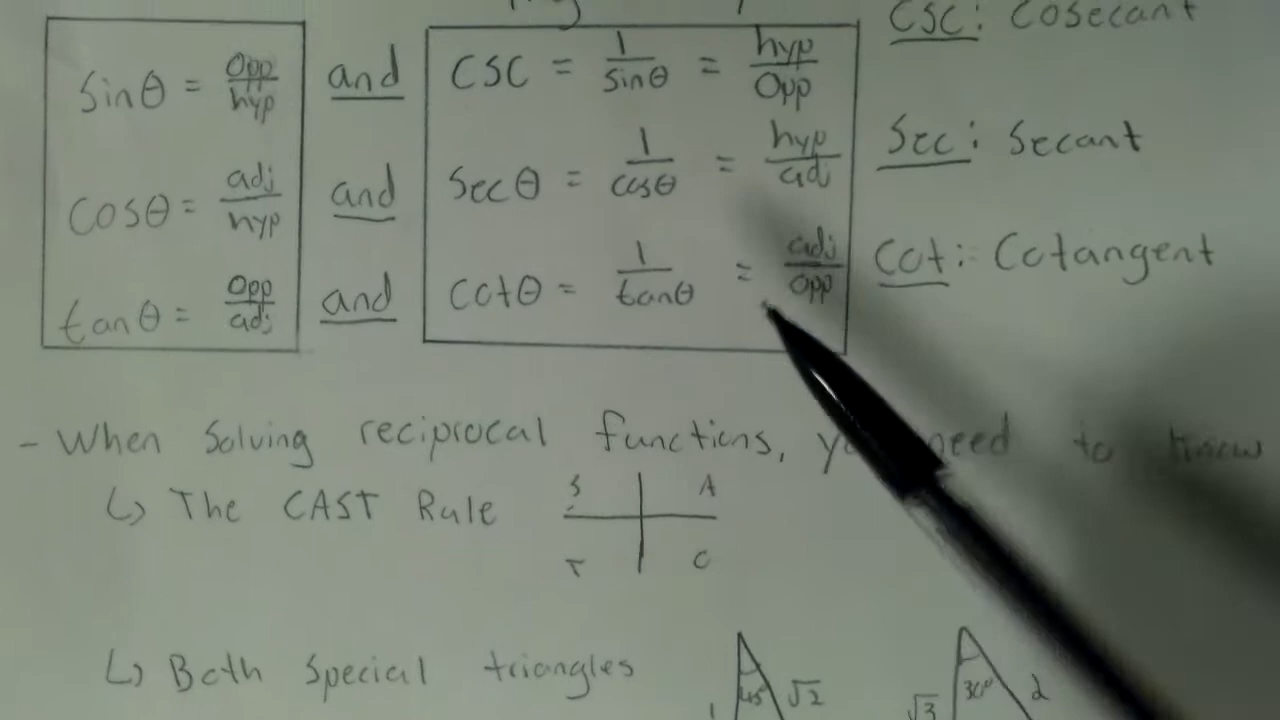 sinθ = opp/hyp and CSC = 1/sinθ = hyp/opp CSC: Cosecant
cosθ = adj/hyp and Secθ = 1/cosθ = hyp/adj Sec: Secant
tanθ = opp/adj and cotθ = 1/tanθ = adj/opp Cot: Cotangent
- When solving reciprocal functions, you need to know
↳ The CAST Rule S A
T C
↳ Both special triangles 45° √2 30° 2
1 √3